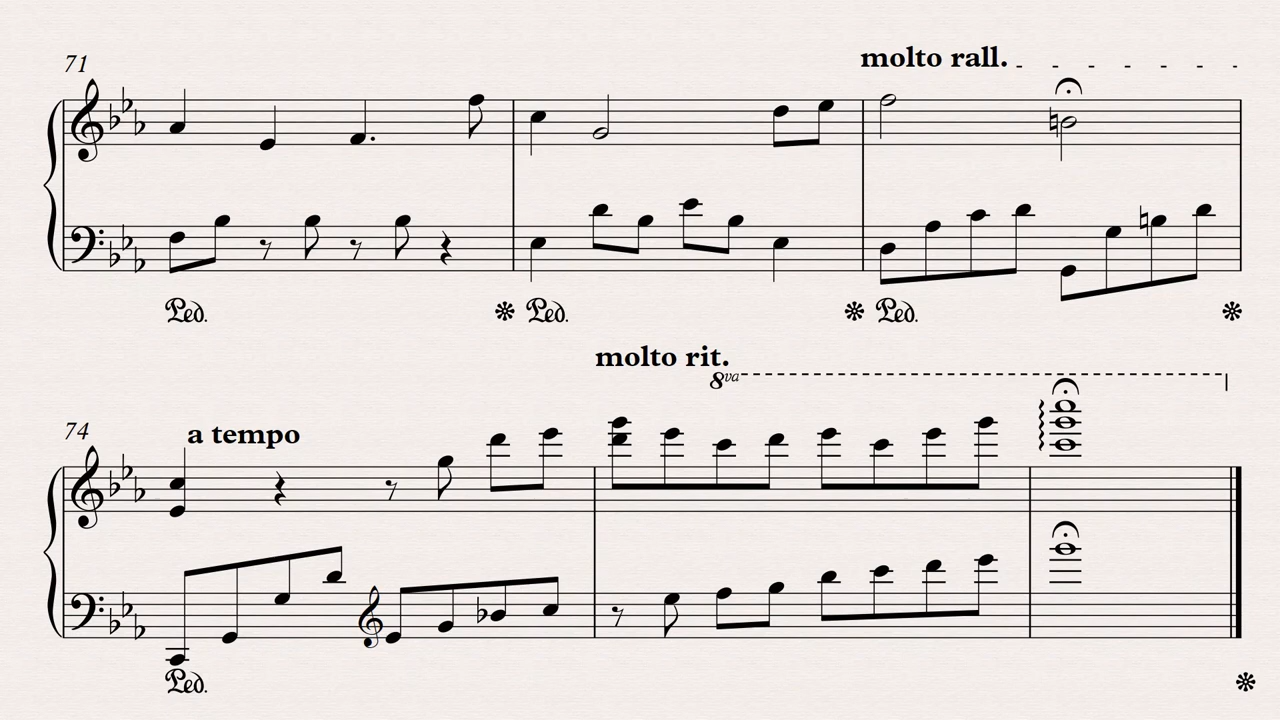 71
molto rall.
Ped. Ped. Ped.
molto rit.
8va
74
a tempo
Ped.